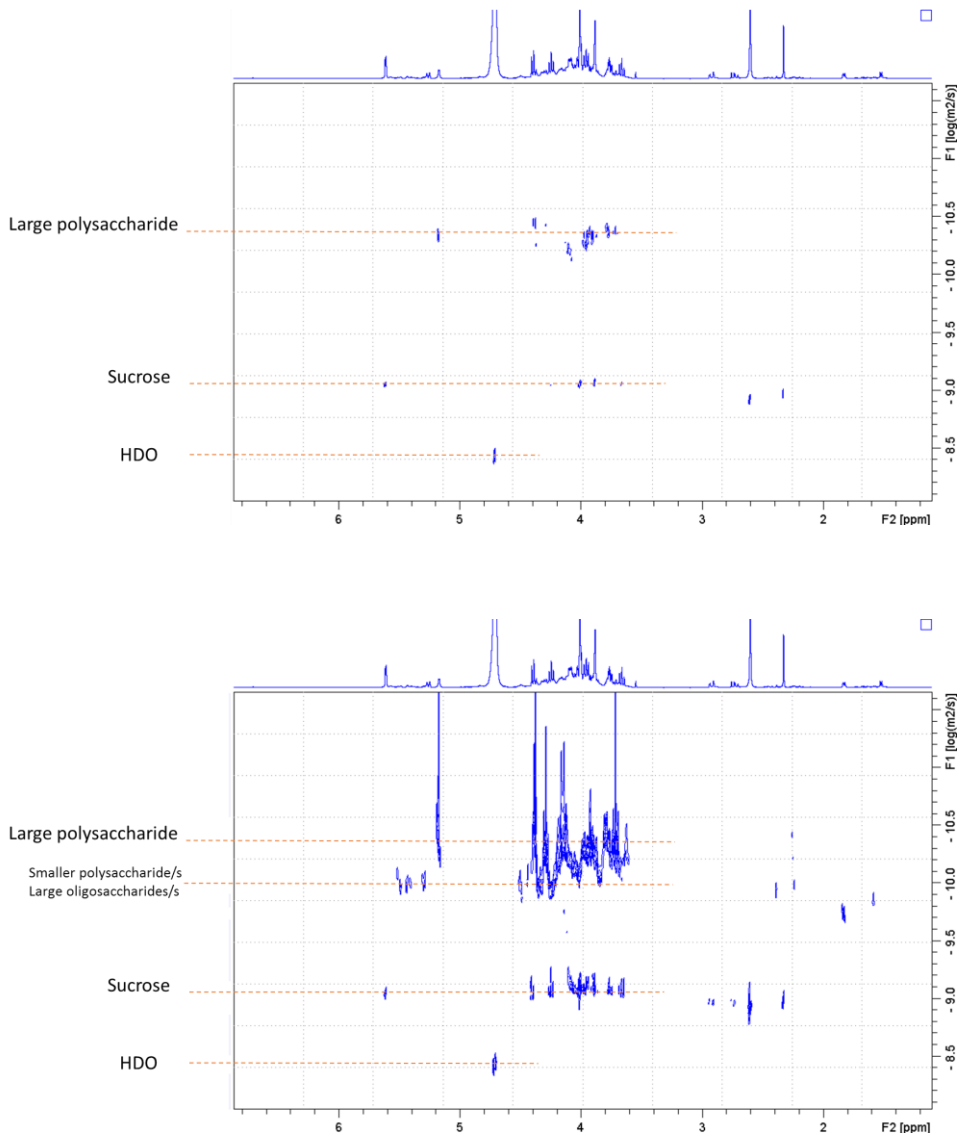 F1 [log(m2/s)]
Large polysaccharide
- 10.5
- 10.0
- 9.5
Sucrose
- 9.0
HDO
- 8.5
6 5 4 3 2 F2 [ppm]
F1 [log(m2/s)]
Large polysaccharide
- 10.5
Smaller polysaccharide/s
Large oligosaccharides/s
- 10.0
- 9.5
Sucrose
- 9.0
HDO
- 8.5
6 5 4 3 2 F2 [ppm]